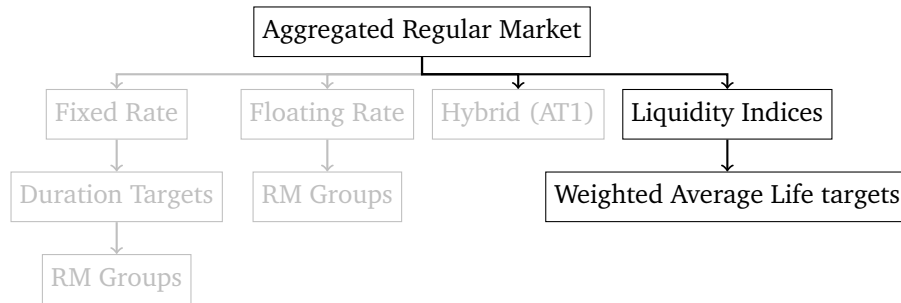 Aggregated Regular Market
Fixed Rate
Floating Rate
Hybrid (AT1)
Liquidity Indices
Duration Targets
RM Groups
Weighted Average Life targets
RM Groups